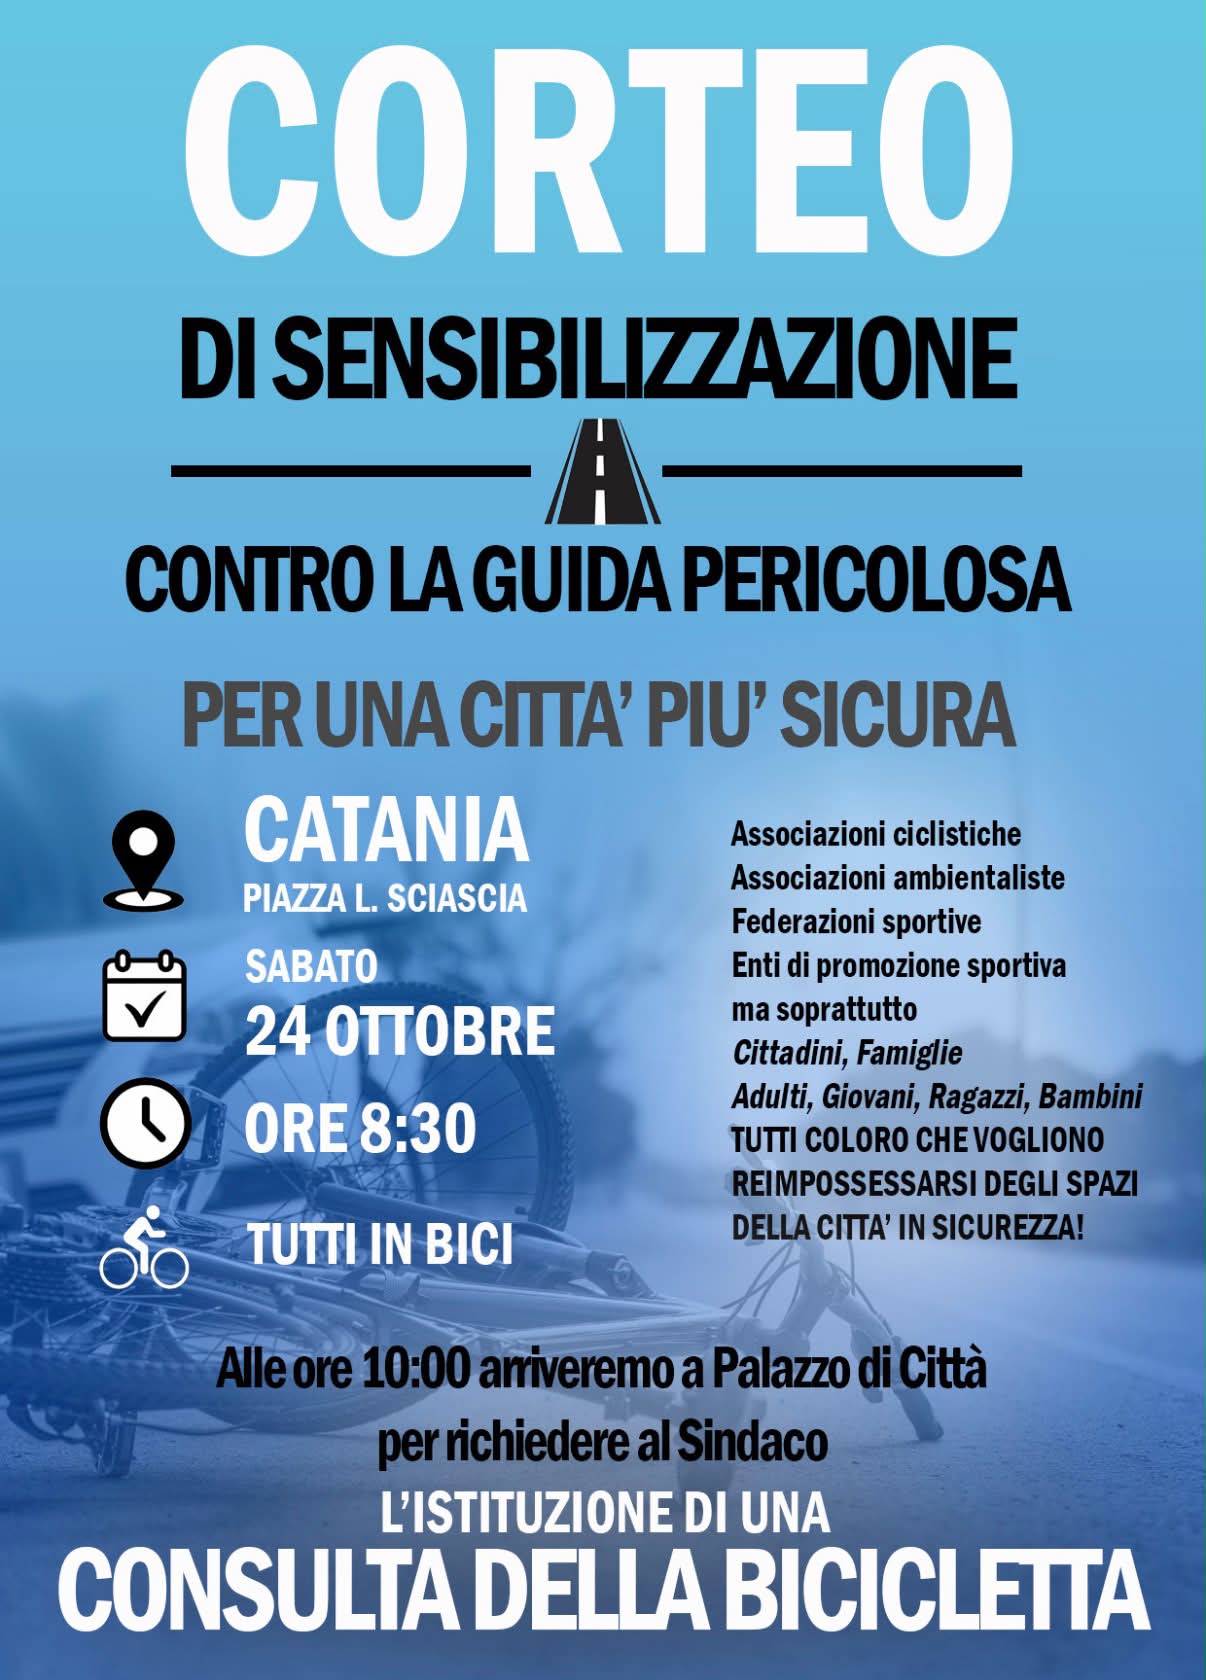 CORTEO
DI SENSIBILIZZAZIONE
CONTRO LA GUIDA PERICOLOSA
PER UNA CITTA' PIU' SICURA
CATANIA
PIAZZA L. SCIASCIA
SABATO
24 OTTOBRE
ORE 8:30
TUTTI IN BICI
Associazioni ciclistiche
Associazioni ambientaliste
Federazioni sportive
Enti di promozione sportiva
ma soprattutto
Cittadini, Famiglie
Adulti, Giovani, Ragazzi, Bambini
TUTTI COLORO CHE VOGLIONO
REIMPOSSESSARSI DEGLI SPAZI
DELLA CITTA' IN SICUREZZA!
Alle ore 10:00 arriveremo a Palazzo di Città
per richiedere al Sindaco
L'ISTITUZIONE DI UNA
CONSULTA DELLA BICICLETTA